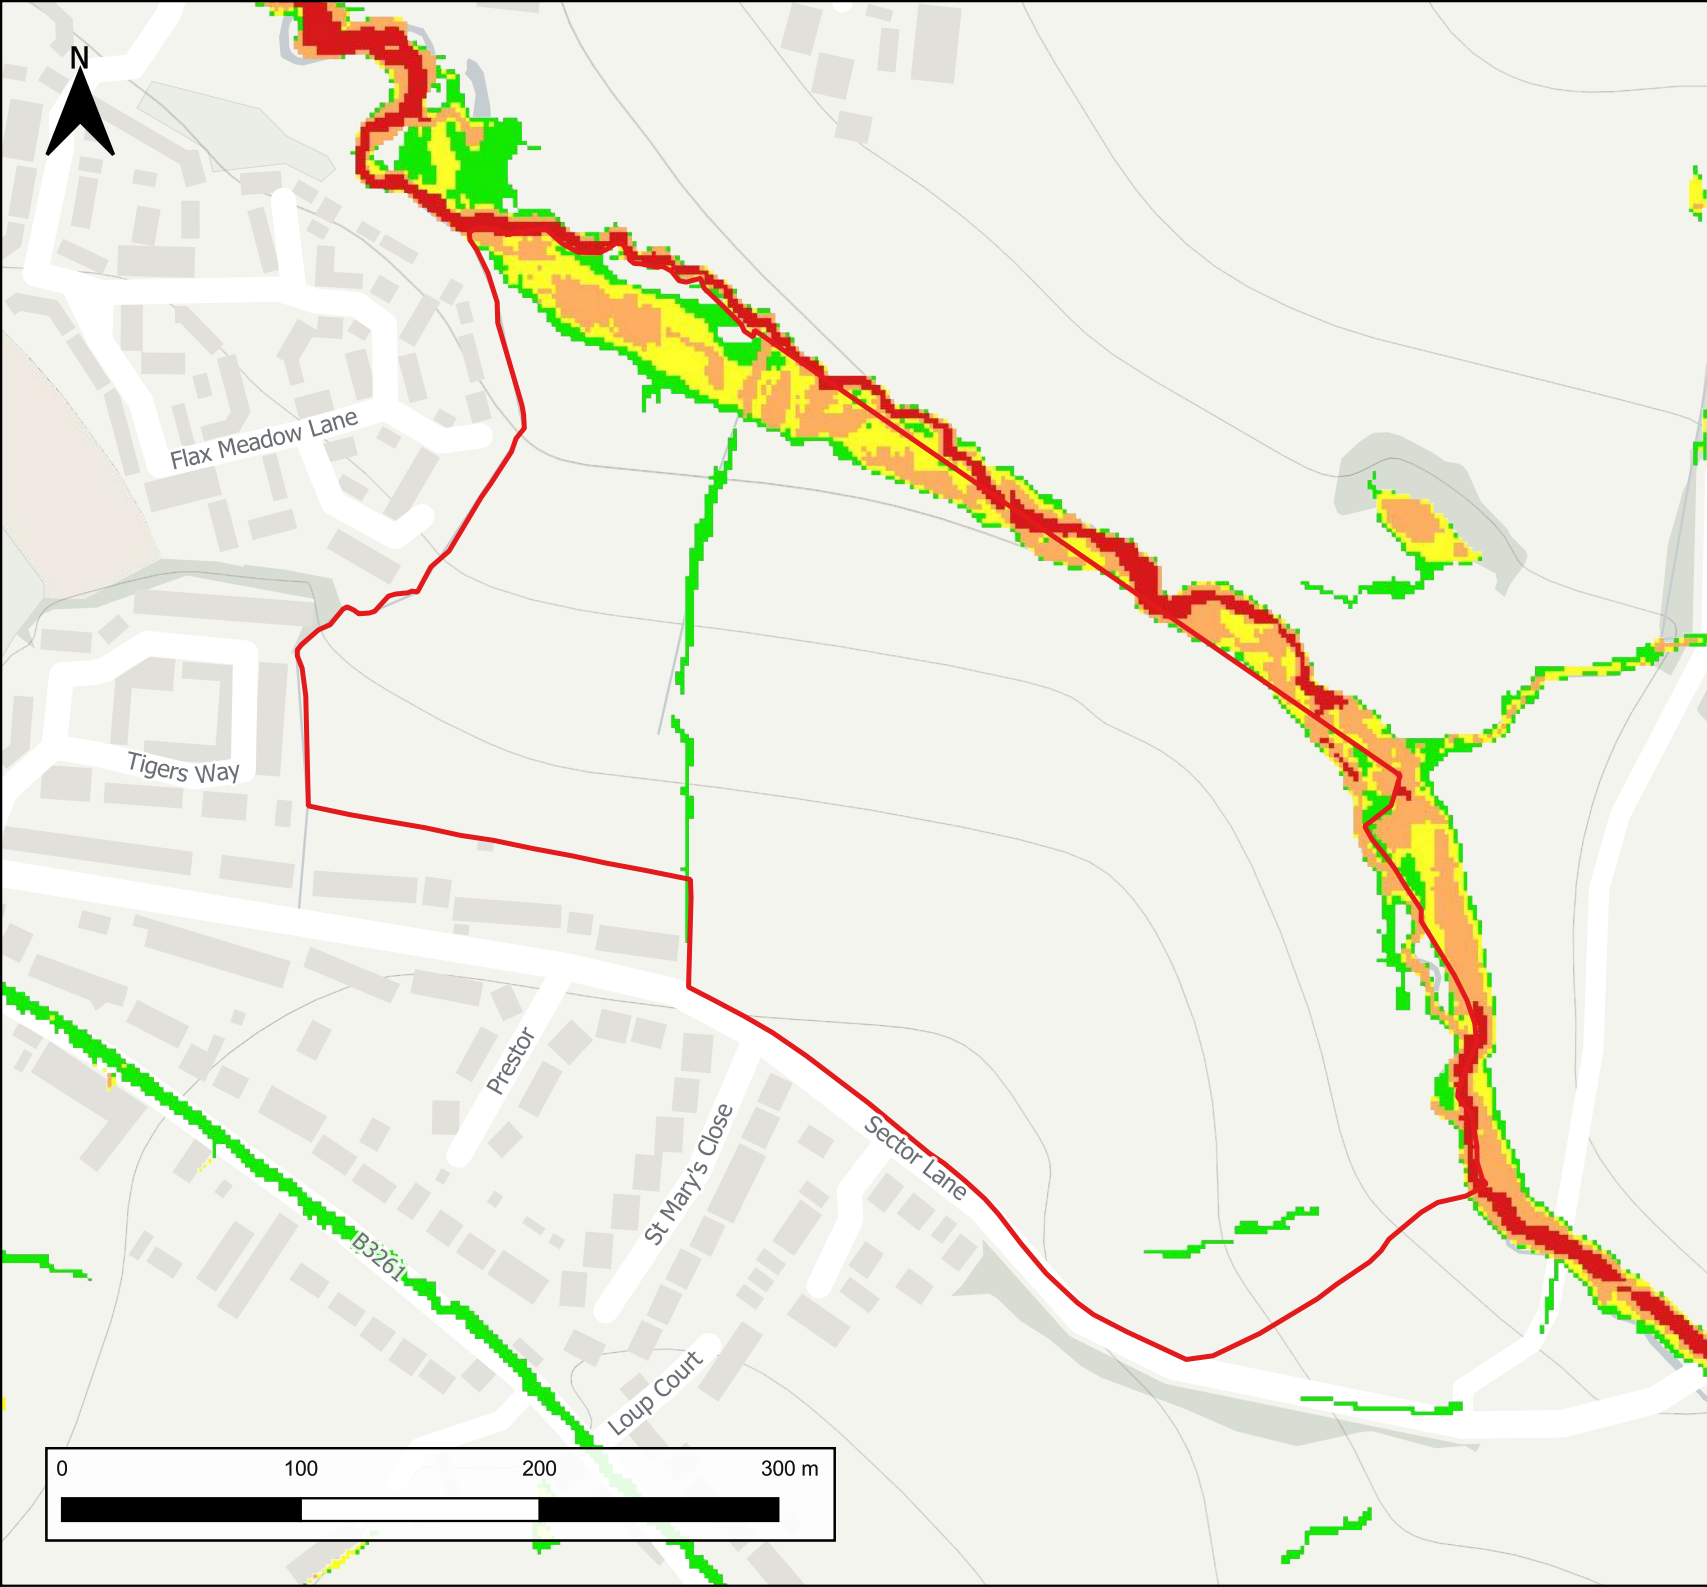 N
Flax Meadow Lane
Tigers Way
Prestor
St Mary's Close
Sector Lane
B3261
Loup Court
0 100 200 300 m